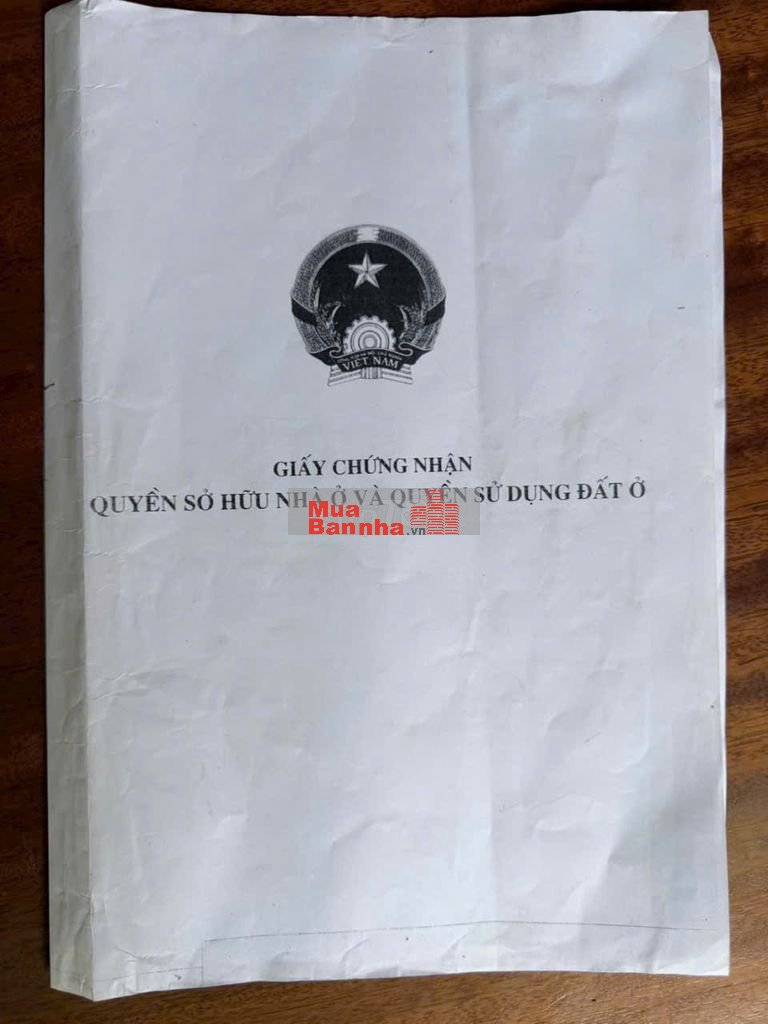 VIỆT NAM
GIẤY CHỨNG NHẬN
QUYỀN SỞ HỮU NHÀ Ở VÀ QUYỀN SỬ DỤNG ĐẤT Ở
Mua
Bannha.vn